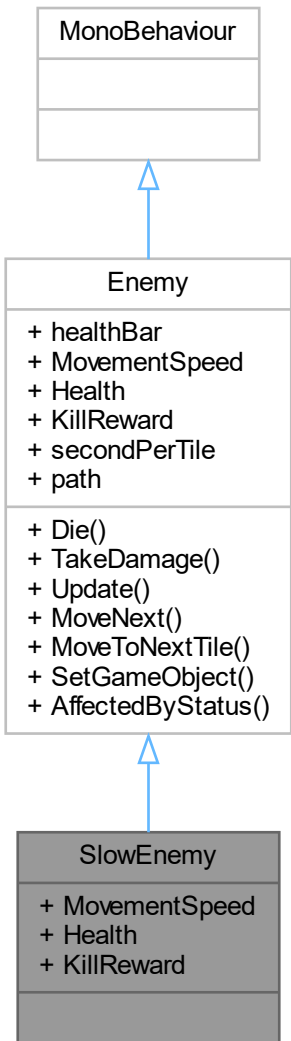 MonoBehaviour
Enemy
+ healthBar
+ MovementSpeed
+ Health
+ KillReward
+ secondPerTile
+ path
+ Die()
+ TakeDamage()
+ Update()
+ MoveNext()
+ MoveToNextTile()
+ SetGameObject()
+ AffectedByStatus()
SlowEnemy
+ MovementSpeed
+ Health
+ KillReward